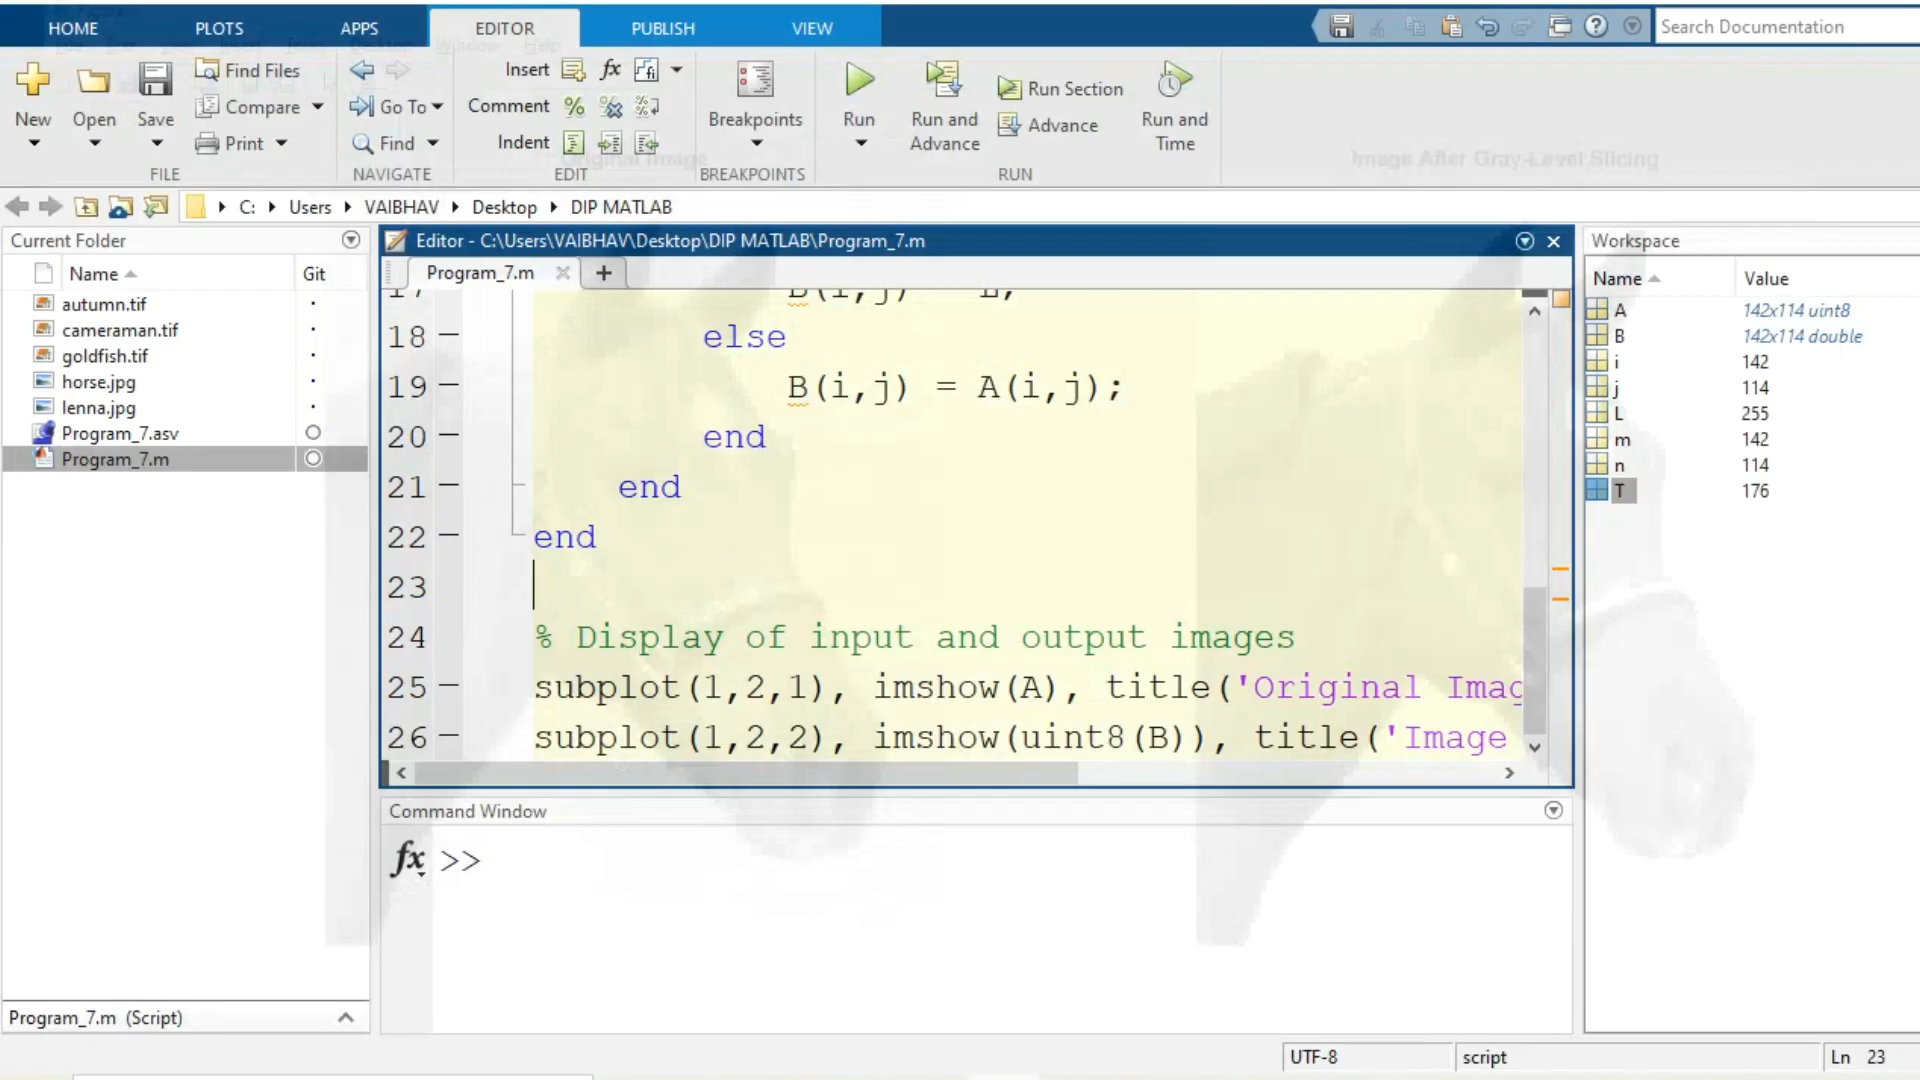 HOME PLOTS APPS EDITOR PUBLISH VIEW Search Documentation
New Open Save Find Files Compare Print
FILE
Go To Find
NAVIGATE
Insert fx
Comment
Indent
EDIT
Breakpoints
BREAKPOINTS
Run Run and Advance Run Section Advance Run and Time
RUN
Original Image
Image After Gray-Level Slicing
C: Users VAIBHAV Desktop DIP MATLAB
Current Folder
Name Git
autumn.tif
cameraman.tif
goldfish.tif
horse.jpg
lenna.jpg
Program_7.asv
Program_7.m
Program_7.m (Script)
Editor - C:\Users\VAIBHAV\Desktop\DIP MATLAB\Program_7.m
Program_7.m
18 else
19 B(i,j) = A(i,j);
20 end
21 end
22 end
23
24 % Display of input and output images
25 subplot(1,2,1), imshow(A), title('Original Imag
26 subplot(1,2,2), imshow(uint8(B)), title('Image
Command Window
fx >>
Workspace
Name Value
A 142x114 uint8
B 142x114 double
i 142
j 114
L 255
m 142
n 114
T 176
UTF-8 script Ln 23